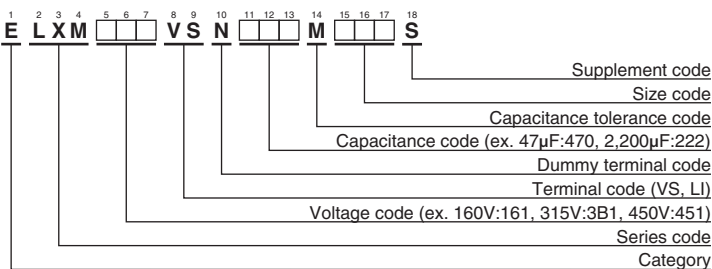 1 2 3 4 5 6 7 8 9 10 11 12 13 14 15 16 17 18
E LXM □□□ VS N □□□ M □□□ S
Supplement code
Size code
Capacitance tolerance code
Capacitance code (ex. 47µF:470, 2,200µF:222)
Dummy terminal code
Terminal code (VS, LI)
Voltage code (ex. 160V:161, 315V:3B1, 450V:451)
Series code
Category